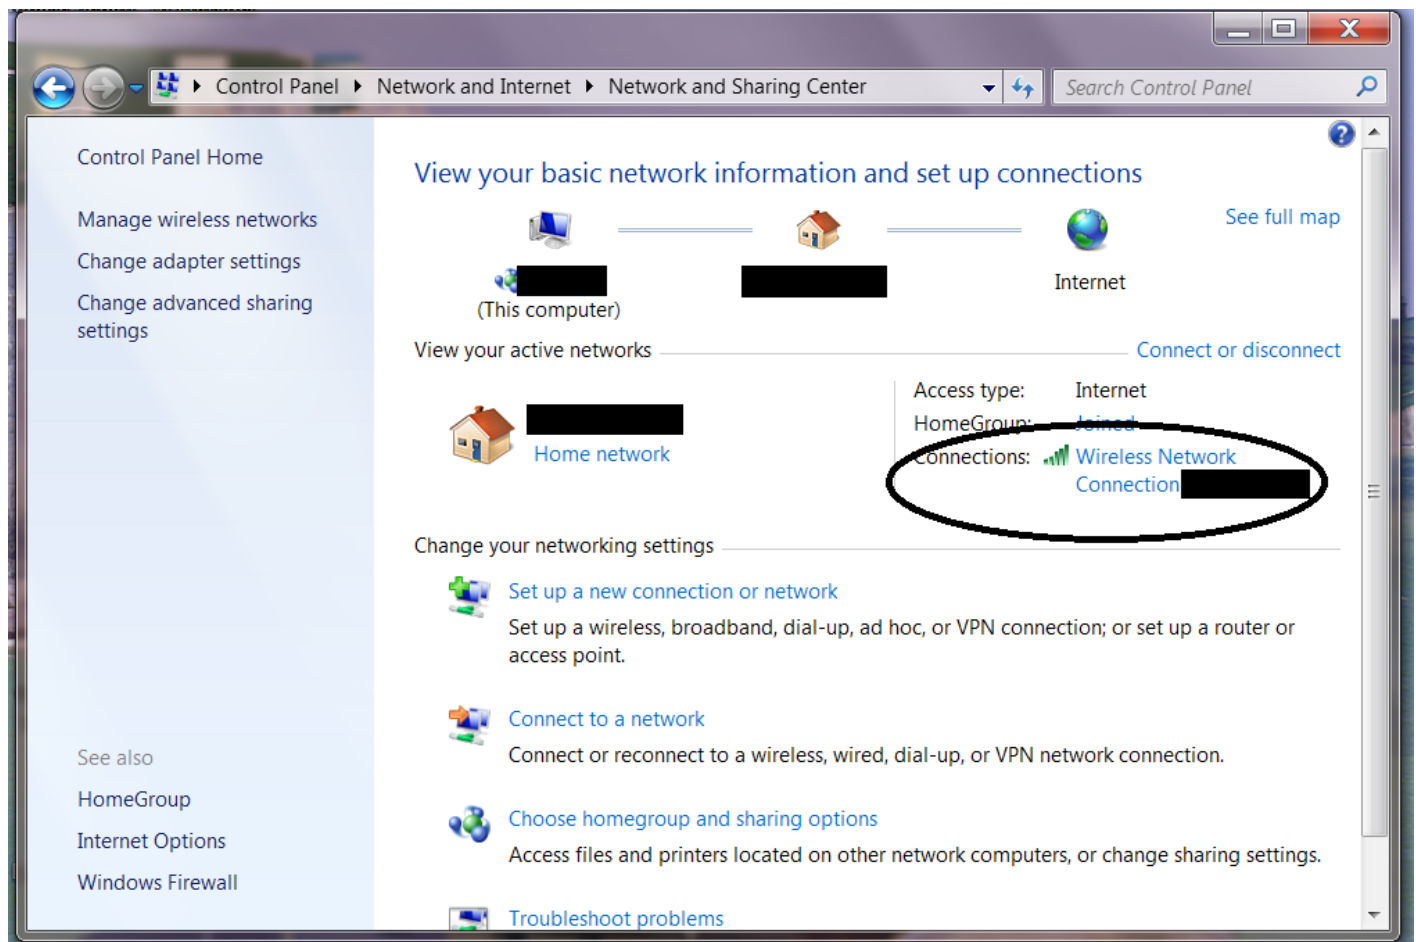 Control Panel
Network and Internet
Network and Sharing Center
Search Control Panel
Control Panel Home
Manage wireless networks
Change adapter settings
Change advanced sharing
settings
See also
HomeGroup
Internet Options
Windows Firewall
View your basic network information and set up connections
See full map
(This computer)
Internet
View your active networks
Connect or disconnect
Home network
Access type: Internet
HomeGroup: Joined
Connections: Wireless Network
Connection
Change your networking settings
Set up a new connection or network
Set up a wireless, broadband, dial-up, ad hoc, or VPN connection; or set up a router or
access point.
Connect to a network
Connect or reconnect to a wireless, wired, dial-up, or VPN network connection.
Choose homegroup and sharing options
Access files and printers located on other network computers, or change sharing settings.
Troubleshoot problems